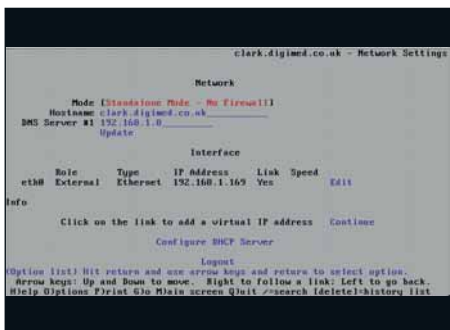 clark.digimed.co.uk - Network Settings
Network
Mode [Standalone Mode - No Firewall]
Hostname clark.digimed.co.uk__________
DNS Server #1 192.168.1.0________
Update
Interface
Role Type IP Address Link Speed
eth0 External Ethernet 192.168.1.169 Yes Edit
Info
Click on the link to add a virtual IP address Continue
Configure DHCP Server
Logout
(Option list) Hit return and use arrow keys and return to select option.
Arrow keys: Up and Down to move. Right to follow a link; Left to go back.
H)elp O)ptions P)rint G)o M)ain screen Q)uit /=search [delete]=history list